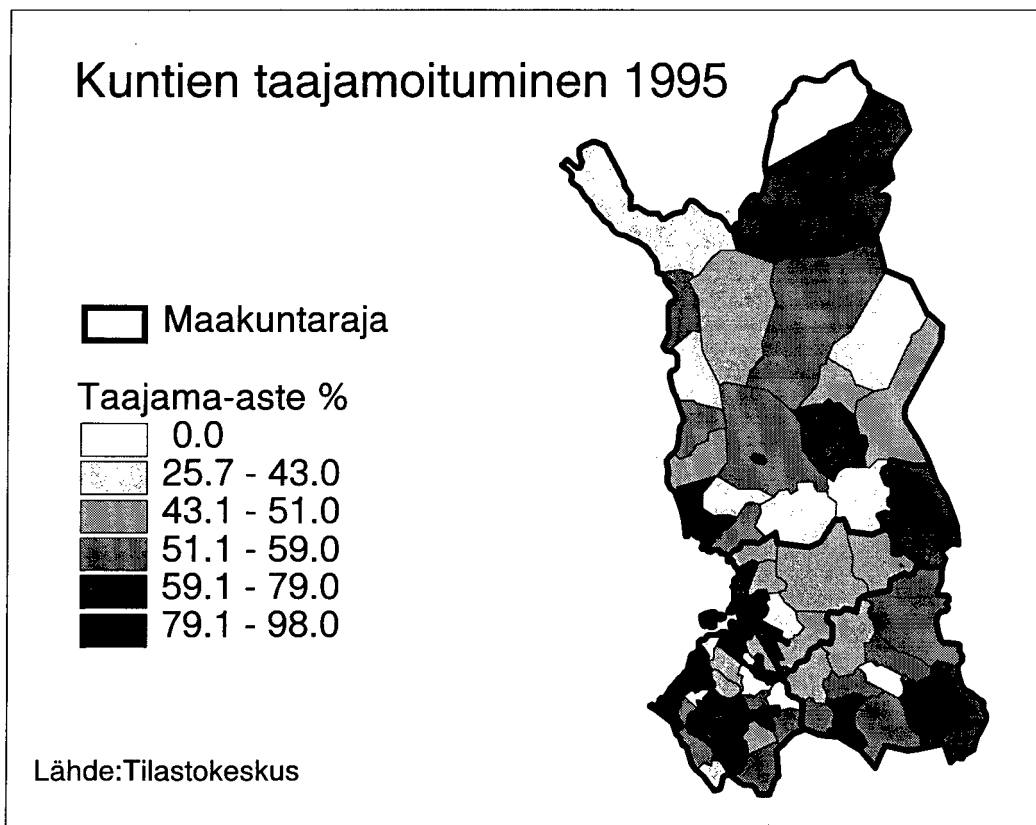 Kuntien taajamoituminen 1995
Maakuntaraja
Taajama-aste %
0.0
25.7 - 43.0
43.1 - 51.0
51.1 - 59.0
59.1 - 79.0
79.1 - 98.0
Lähde:Tilastokeskus